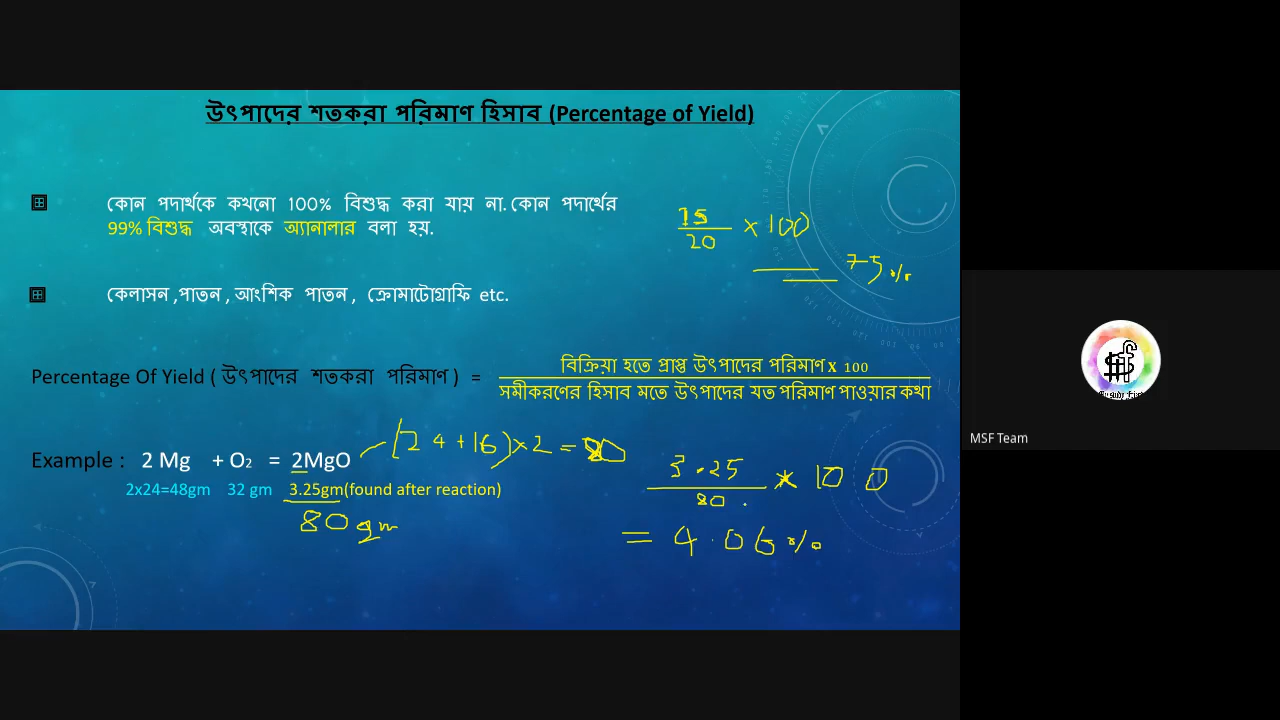 উৎপাদের শতকরা পরিমাণ হিসাব (Percentage of Yield)
কোন পদার্থকে কখনো 100% বিশুদ্ধ করা যায় না. কোন পদার্থের
99% বিশুদ্ধ অবস্থাকে অ্যানালার বলা হয়.
15
20
x 100
75%
কেলাসন ,পাতন , আংশিক পাতন , ক্রোমাটোগ্রাফি etc.
Percentage Of Yield ( উৎপাদের শতকরা পরিমাণ ) =
বিক্রিয়া হতে প্রাপ্ত উৎপাদের পরিমাণ x 100
সমীকরণের হিসাব মতে উৎপাদের যত পরিমাণ পাওয়ার কথা
Example : 2 Mg + O2 = 2MgO
(24+16)x2 =
2x24=48gm 32 gm 3.25gm(found after reaction)
80 gm
3.25
80
* 100
= 4.06%
MSF Team